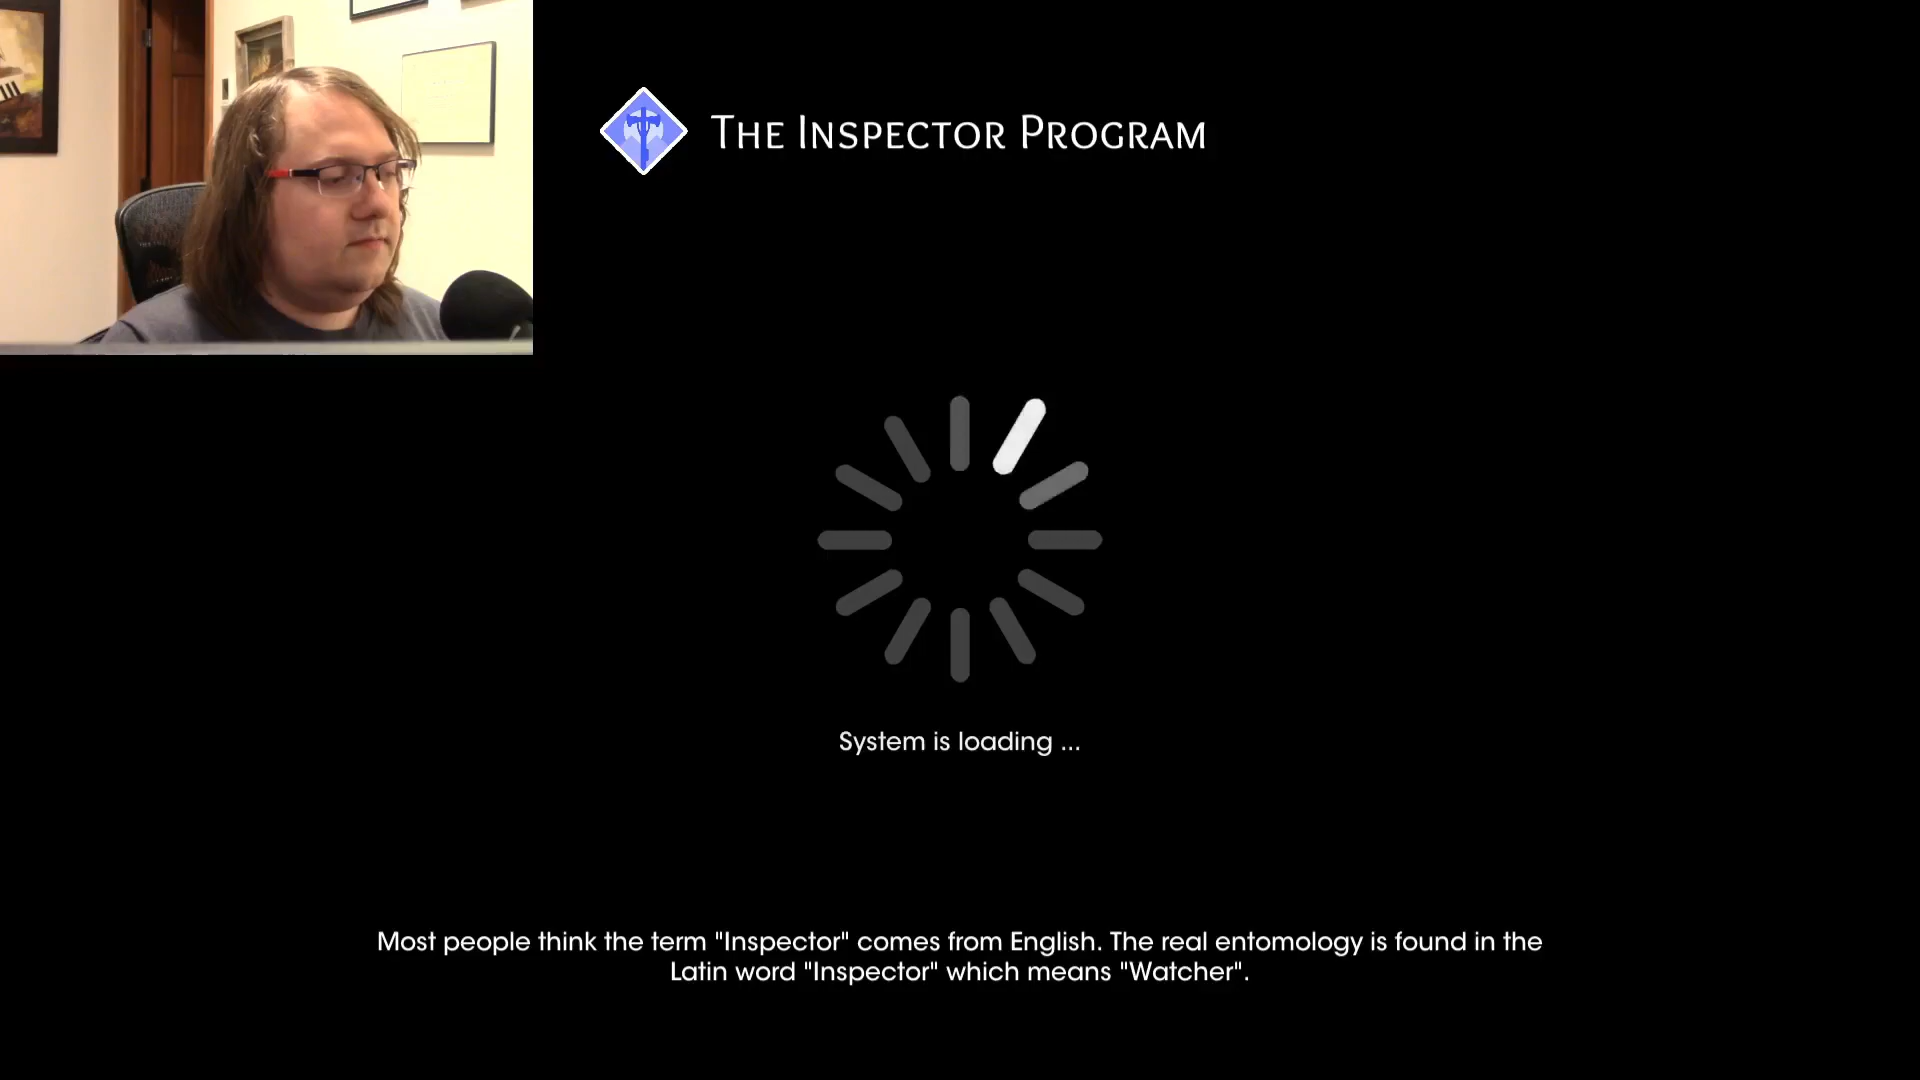 The Inspector Program
System is loading ...
Most people think the term "Inspector" comes from English. The real entomology is found in the
Latin word "Inspector" which means "Watcher".